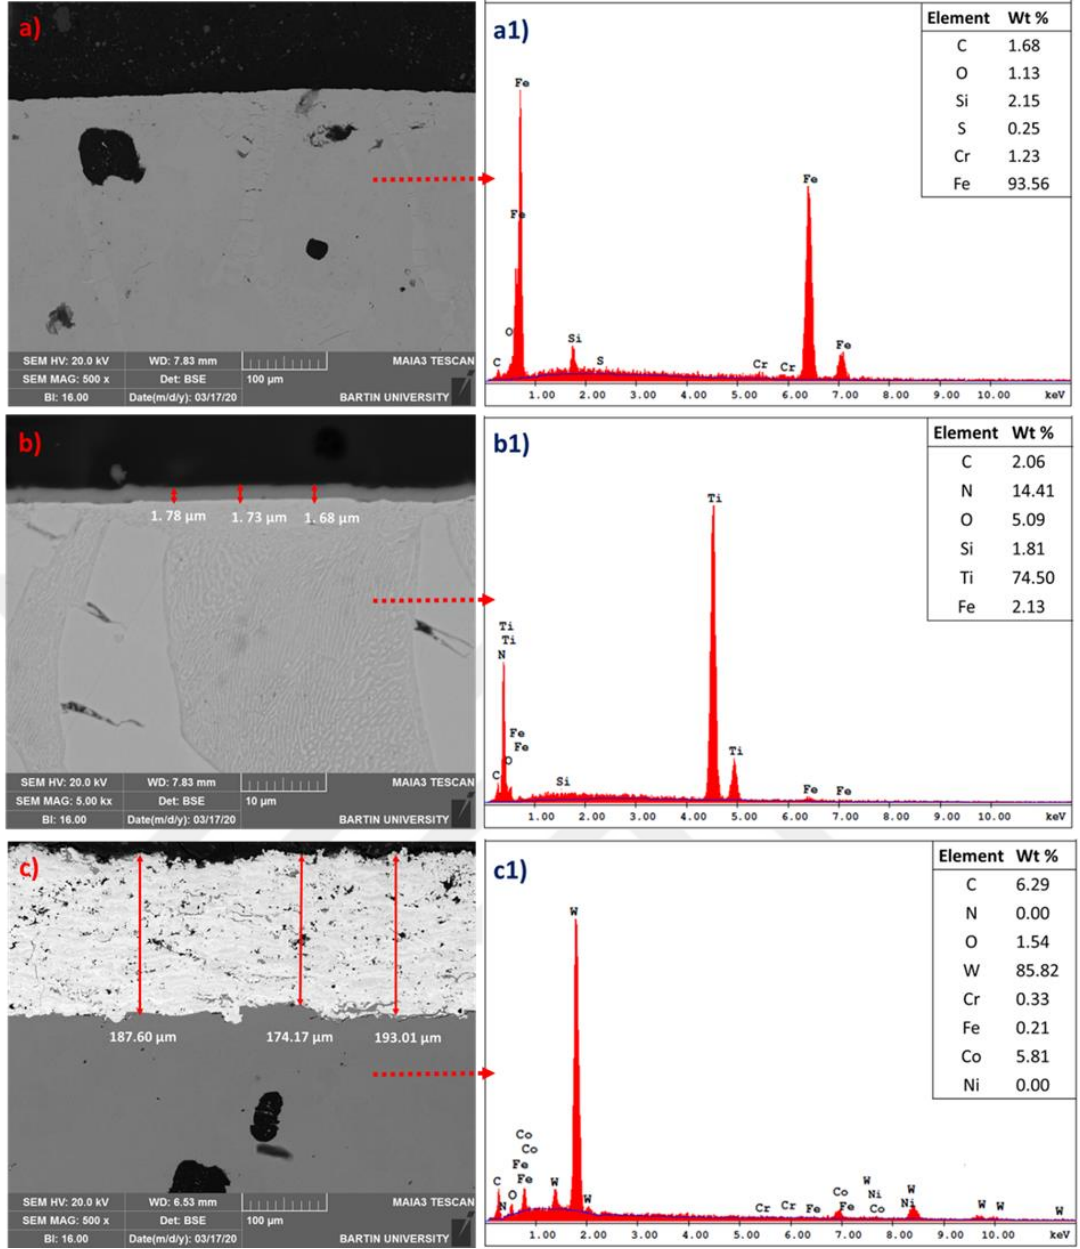 a)
SEM HV: 20.0 kV WD: 7.83 mm MAIA3 TESCAN
SEM MAG: 500 x Det: BSE 100 µm
BI: 16.00 Date(m/d/y): 03/17/20 BARTIN UNIVERSITY
a1)
Element Wt %
C 1.68
O 1.13
Si 2.15
S 0.25
Cr 1.23
Fe 93.56
Fe
Fe
Fe
O
Si
Fe
C
S
Cr
Cr
1.00 2.00 3.00 4.00 5.00 6.00 7.00 8.00 9.00 10.00 keV
b)
1. 78 µm 1. 73 µm 1. 68 µm
SEM HV: 20.0 kV WD: 7.83 mm MAIA3 TESCAN
SEM MAG: 5.00 kx Det: BSE 10 µm
BI: 16.00 Date(m/d/y): 03/17/20 BARTIN UNIVERSITY
b1)
Element Wt %
C 2.06
N 14.41
O 5.09
Si 1.81
Ti 74.50
Fe 2.13
Ti
Ti
Ti
N
Fe
Fe
Ti
O
C
Si
Fe
Fe
1.00 2.00 3.00 4.00 5.00 6.00 7.00 8.00 9.00 10.00 keV
c)
187.60 µm 174.17 µm 193.01 µm
SEM HV: 20.0 kV WD: 6.53 mm MAIA3 TESCAN
SEM MAG: 500 x Det: BSE 100 µm
BI: 16.00 Date(m/d/y): 03/17/20 BARTIN UNIVERSITY
c1)
Element Wt %
C 6.29
N 0.00
O 1.54
W 85.82
Cr 0.33
Fe 0.21
Co 5.81
Ni 0.00
W
Co
Co
Fe
Fe
C
O
N
W
W
Cr
Cr
Fe
Co
Fe
W
Ni
Co
W
Ni
W
W
W
1.00 2.00 3.00 4.00 5.00 6.00 7.00 8.00 9.00 10.00 keV